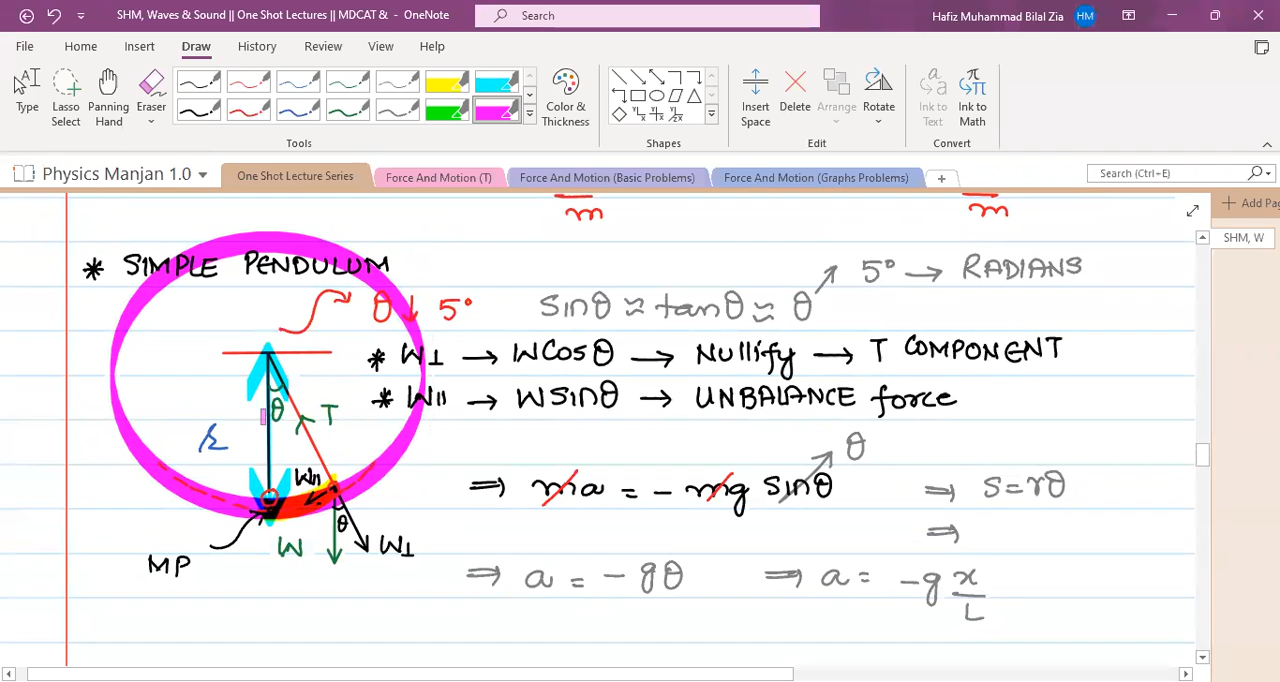 SHM, Waves & Sound || One Shot Lectures || MDCAT & - OneNote
Search
Hafiz Muhammad Bilal Zia
HM
File Home Insert Draw History Review View Help
Type Lasso Select Panning Hand Eraser
Color & Thickness
Insert Space Delete Arrange Rotate
Ink to Text Ink to Math
Tools Shapes Edit Convert
Physics Manjan 1.0
One Shot Lecture Series
Force And Motion (T)
Force And Motion (Basic Problems)
Force And Motion (Graphs Problems)
Search (Ctrl+E)
Add Pag
SHM, W
m m
* SIMPLE PENDULUM
θ ↓ 5°
sinθ ≈ tanθ ≈ θ ↗ 5° → RADIANS
* W⊥ → WCosθ → Nullify → T COMPONENT
* W|| → WSinθ → UNBALANCE force
θ T
W|| θ
W W⊥
MP
⇒ ma = - mg sinθ ↗ θ
⇒ S = rθ
⇒
⇒ a = - gθ ⇒ a = -g x/L